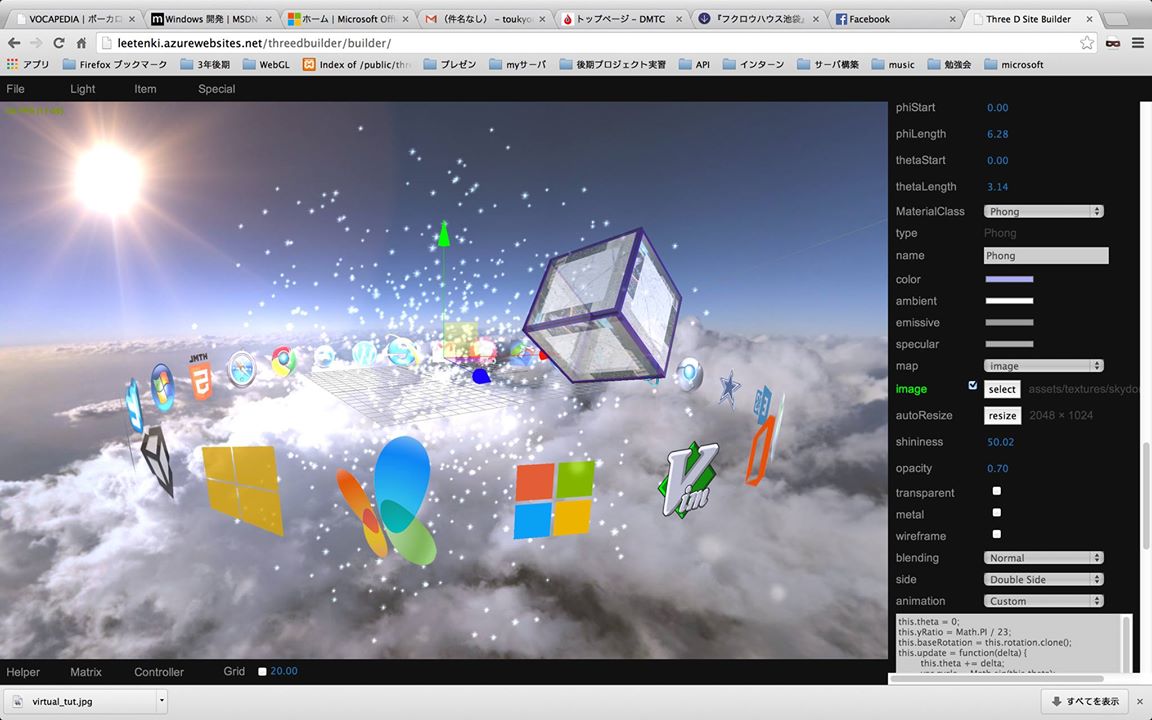 VOCAPEDIA | ボーカロ
Windows 開発 | MSDN
ホーム | Microsoft Offi
(件名なし) - toukyo
トップページ - DMTC
『フクロウハウス池袋』
Facebook
Three D Site Builder
leetenki.azurewebsites.net/threedbuilder/builder/
アプリ
Firefox ブックマーク
3年後期
WebGL
Index of /public/thr
プレゼン
myサーバ
後期プロジェクト実習
API
インターン
サーバ構築
music
勉強会
microsoft
File
Light
Item
Special
phiStart 0.00
phiLength 6.28
thetaStart 0.00
thetaLength 3.14
MaterialClass Phong
type Phong
name Phong
color
ambient
emissive
specular
map image
image select assets/textures/skydo
autoResize resize 2048 × 1024
shininess 50.02
opacity 0.70
transparent
metal
wireframe
blending Normal
side Double Side
animation Custom
this.theta = 0;
this.yRatio = Math.PI / 23;
this.baseRotation = this.rotation.clone();
this.update = function(delta) {
this.theta += delta;
JMTH
Vim
Helper
Matrix
Controller
Grid
20.00
virtual_tut.jpg
すべてを表示